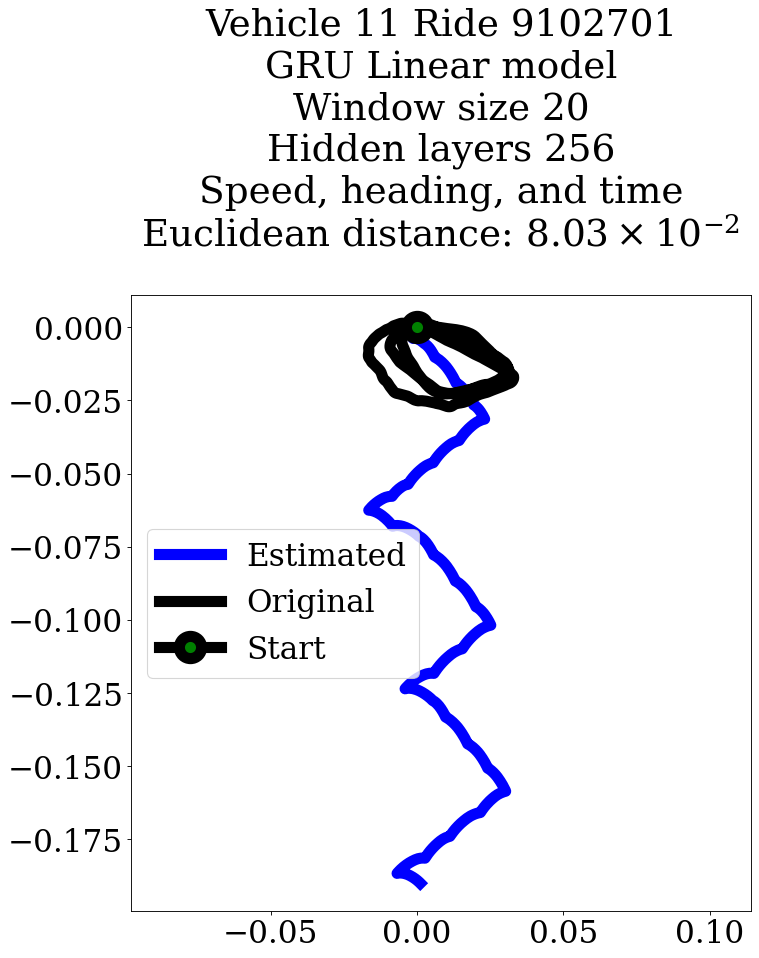 Vehicle 11 Ride 9102701
GRU Linear model
Window size 20
Hidden layers 256
Speed, heading, and time
Euclidean distance: 8.03 × 10⁻²
0.000
−0.025
−0.050
−0.075
−0.100
−0.125
−0.150
−0.175
Estimated
Original
Start
−0.05 0.00 0.05 0.10